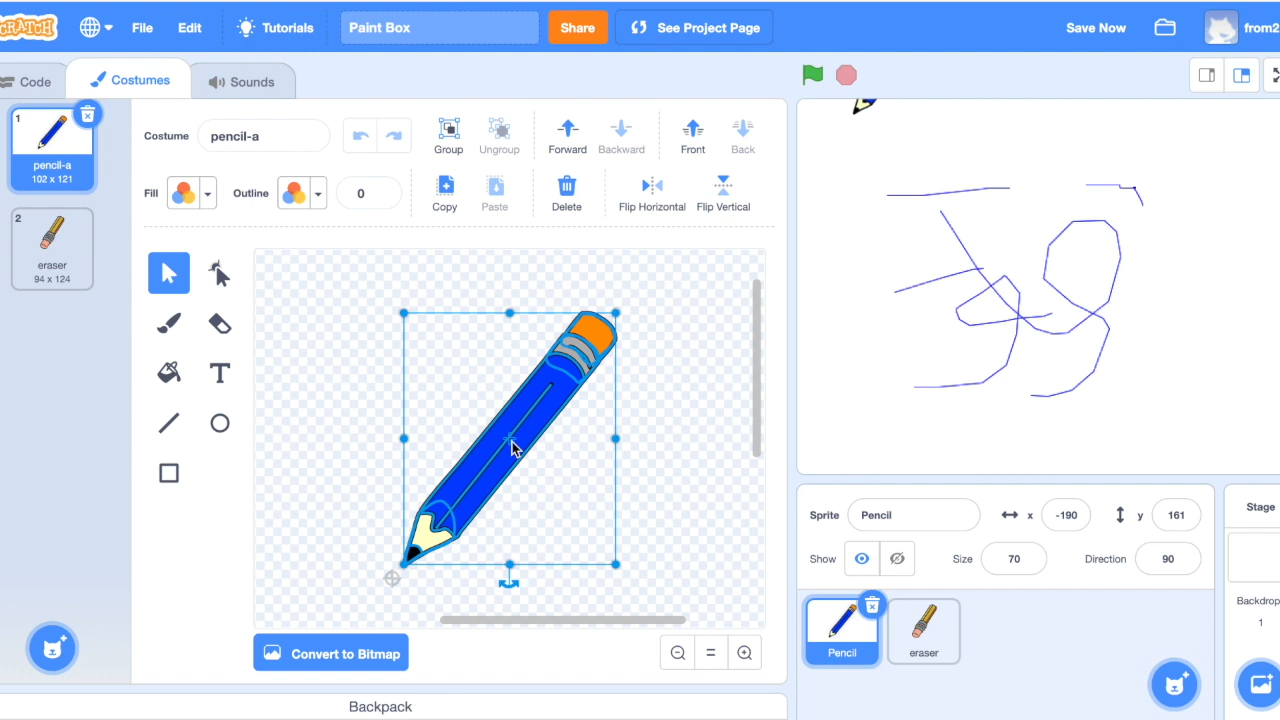 SCRATCH File Edit Tutorials Paint Box Share See Project Page Save Now from2
Code Costumes Sounds
1
pencil-a
102 x 121
2
eraser
94 x 124
Costume pencil-a Group Ungroup Forward Backward Front Back
Fill Outline 0 Copy Paste Delete Flip Horizontal Flip Vertical
T
Convert to Bitmap
Backpack
Sprite Pencil x -190 y 161
Show Size 70 Direction 90
Pencil eraser
Stage
Backdrop
1